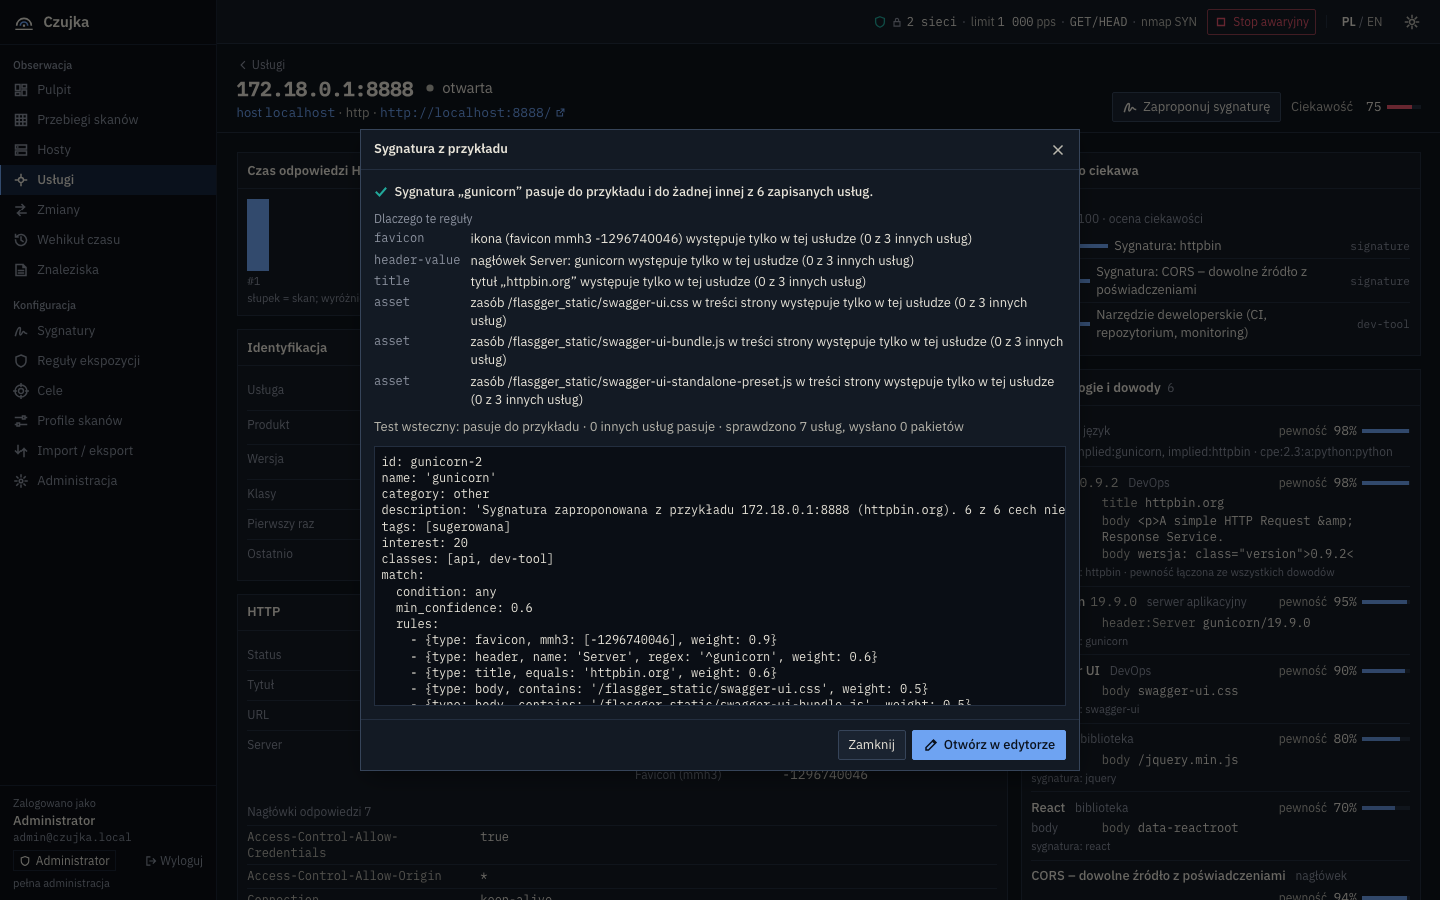 Czujka
2 sieci · limit 1 000 pps · GET/HEAD · nmap SYN
Stop awaryjny
PL / EN
Obserwacja
Pulpit
Przebiegi skanów
Hosty
Usługi
Zmiany
Wehikuł czasu
Znaleziska
Konfiguracja
Sygnatury
Reguły ekspozycji
Cele
Profile skanów
Import / eksport
Administracja
Zalogowano jako
Administrator
admin@czujka.local
Administrator
Wyloguj
pełna administracja
Usługi
172.18.0.1:8888 otwarta
host localhost · http · http://localhost:8888/
Zaproponuj sygnaturę
Ciekawość 75
Czas odpowiedzi
#1
słupek = skan;
Identyfikacja
Usługa
Produkt
Wersja
Klasy
Pierwszy raz
Ostatnio
HTTP
Status
Tytuł
URL
Server
Favicon (mmh3) -1296740046
Nagłówki odpowiedzi 7
Access-Control-Allow-Credentials true
Access-Control-Allow-Origin *
Connection keep-alive
Sygnatura z przykładu
Sygnatura „gunicorn” pasuje do przykładu i do żadnej innej z 6 zapisanych usług.
Dlaczego te reguły
favicon ikona (favicon mmh3 -1296740046) występuje tylko w tej usłudze (0 z 3 innych usług)
header-value nagłówek Server: gunicorn występuje tylko w tej usłudze (0 z 3 innych usług)
title tytuł „httpbin.org” występuje tylko w tej usłudze (0 z 3 innych usług)
asset zasób /flasgger_static/swagger-ui.css w treści strony występuje tylko w tej usłudze (0 z 3 innych
usług)
asset zasób /flasgger_static/swagger-ui-bundle.js w treści strony występuje tylko w tej usłudze (0 z 3 innych
usług)
asset zasób /flasgger_static/swagger-ui-standalone-preset.js w treści strony występuje tylko w tej usłudze
(0 z 3 innych usług)
Test wsteczny: pasuje do przykładu · 0 innych usług pasuje · sprawdzono 7 usług, wysłano 0 pakietów
id: gunicorn-2
name: 'gunicorn'
category: other
description: 'Sygnatura zaproponowana z przykładu 172.18.0.1:8888 (httpbin.org). 6 z 6 cech nie
tags: [sugerowana]
interest: 20
classes: [api, dev-tool]
match:
condition: any
min_confidence: 0.6
rules:
- {type: favicon, mmh3: [-1296740046], weight: 0.9}
- {type: header, name: 'Server', regex: '^gunicorn', weight: 0.6}
- {type: title, equals: 'httpbin.org', weight: 0.6}
- {type: body, contains: '/flasgger_static/swagger-ui.css', weight: 0.5}
- {type: body, contains: '/flasgger_static/swagger-ui-bundle.js', weight: 0.5}
Zamknij
Otwórz w edytorze
ciekawa
100 · ocena ciekawości
Sygnatura: httpbin signature
Sygnatura: CORS – dowolne źródło z
poświadczeniami signature
Narzędzie deweloperskie (CI,
repozytorium, monitoring) dev-tool
i dowody 6
język pewność 98%
implied:gunicorn, implied:httpbin · cpe:2.3:a:python:python
0.9.2 DevOps pewność 98%
title httpbin.org
body <p>A simple HTTP Request &amp;
Response Service.
body wersja: class="version">0.9.2<
httpbin · pewność łączona ze wszystkich dowodów
19.9.0 serwer aplikacyjny pewność 95%
header:Server gunicorn/19.9.0
gunicorn
UI DevOps pewność 90%
body swagger-ui.css
swagger-ui
biblioteka pewność 80%
body /jquery.min.js
sygnatura: jquery
React biblioteka pewność 70%
body body data-reactroot
sygnatura: react
CORS – dowolne źródło z poświadczeniami nagłówek
pewność 94%